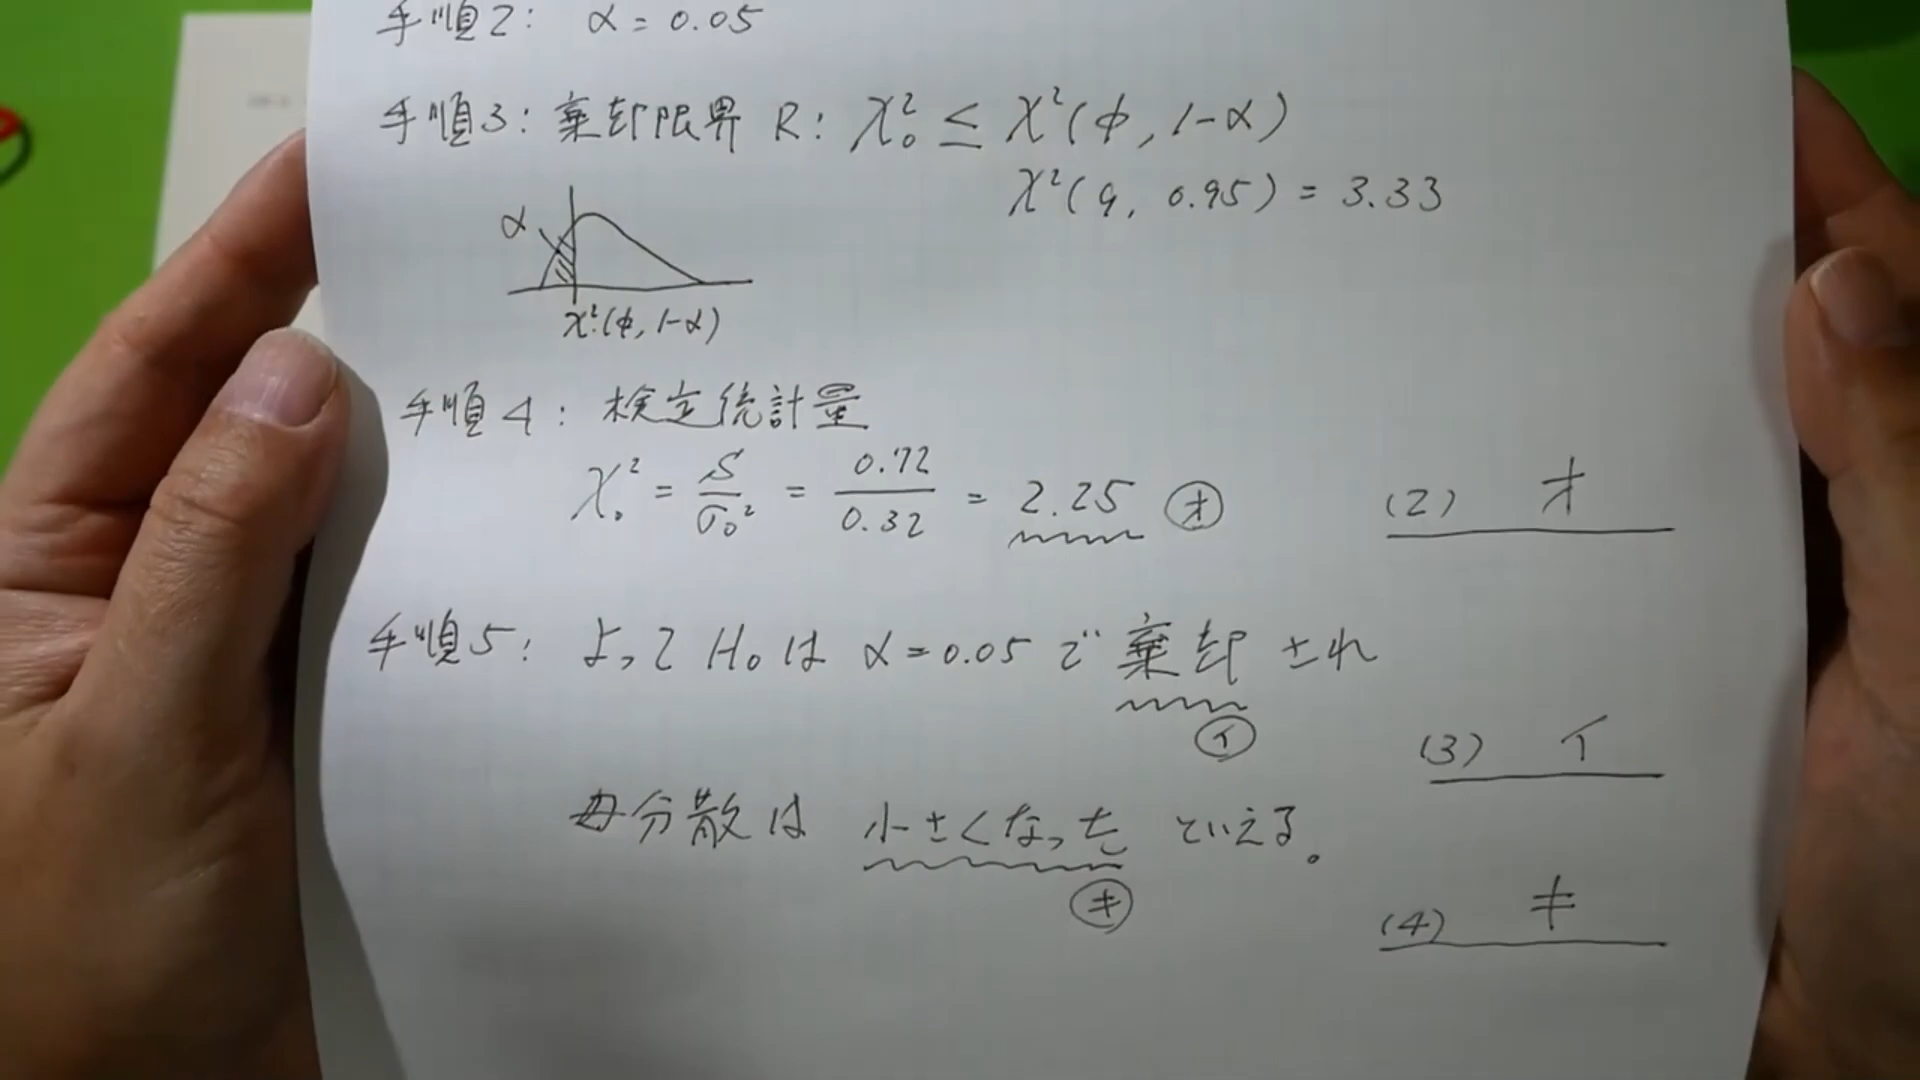 手順2: α = 0.05
手順3: 棄却限界 R: χ₀² ≤ χ²(φ, 1-α)
χ²(9, 0.95) = 3.33
α
χ²(φ, 1-α)
手順4: 検定統計量
χ₀² = S/σ₀² = 0.72/0.32 = 2.25 オ
(2) オ
手順5: よって H₀は α=0.05 で 棄却 され
イ
(3) イ
母分散は 小さくなった といえる。
キ
(4) キ